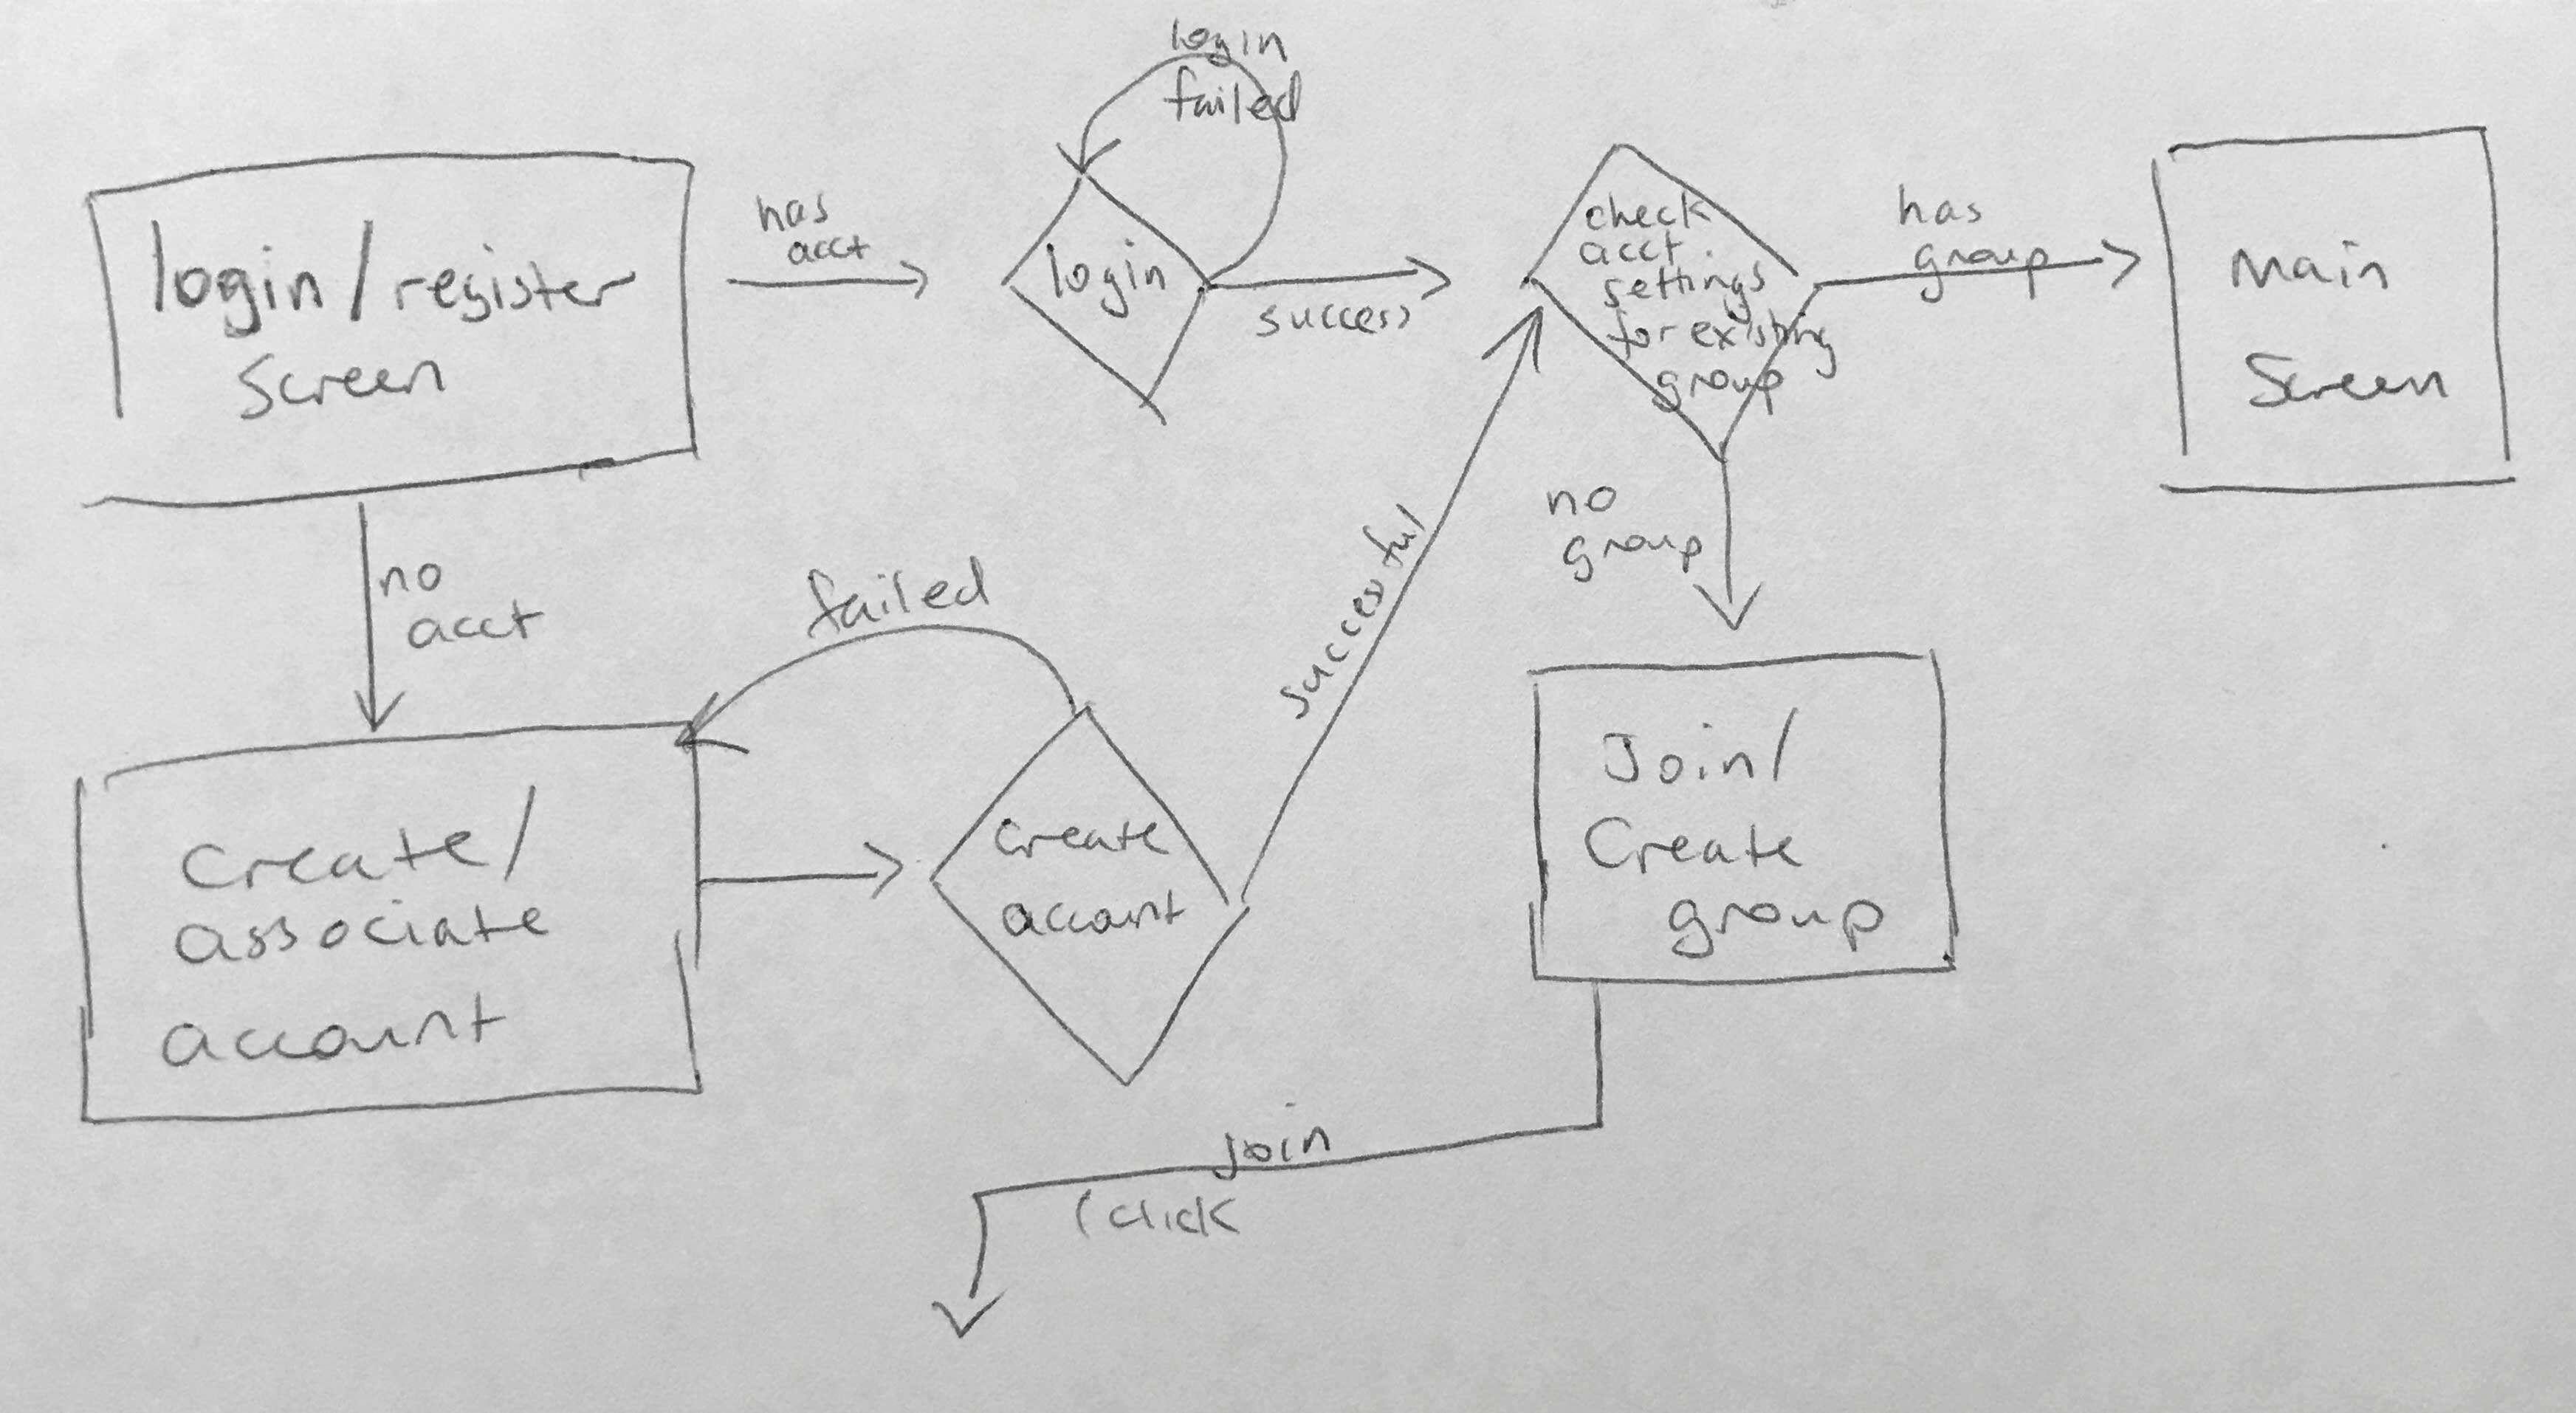 login
failed
has
acct
login/register
screen
login
success
check
acct
settings
for existing
group
has
group
Main
Screen
no
acct
failed
successful
no
group
Create/
associate
account
Create
account
Join/
Create
group
Join
(click